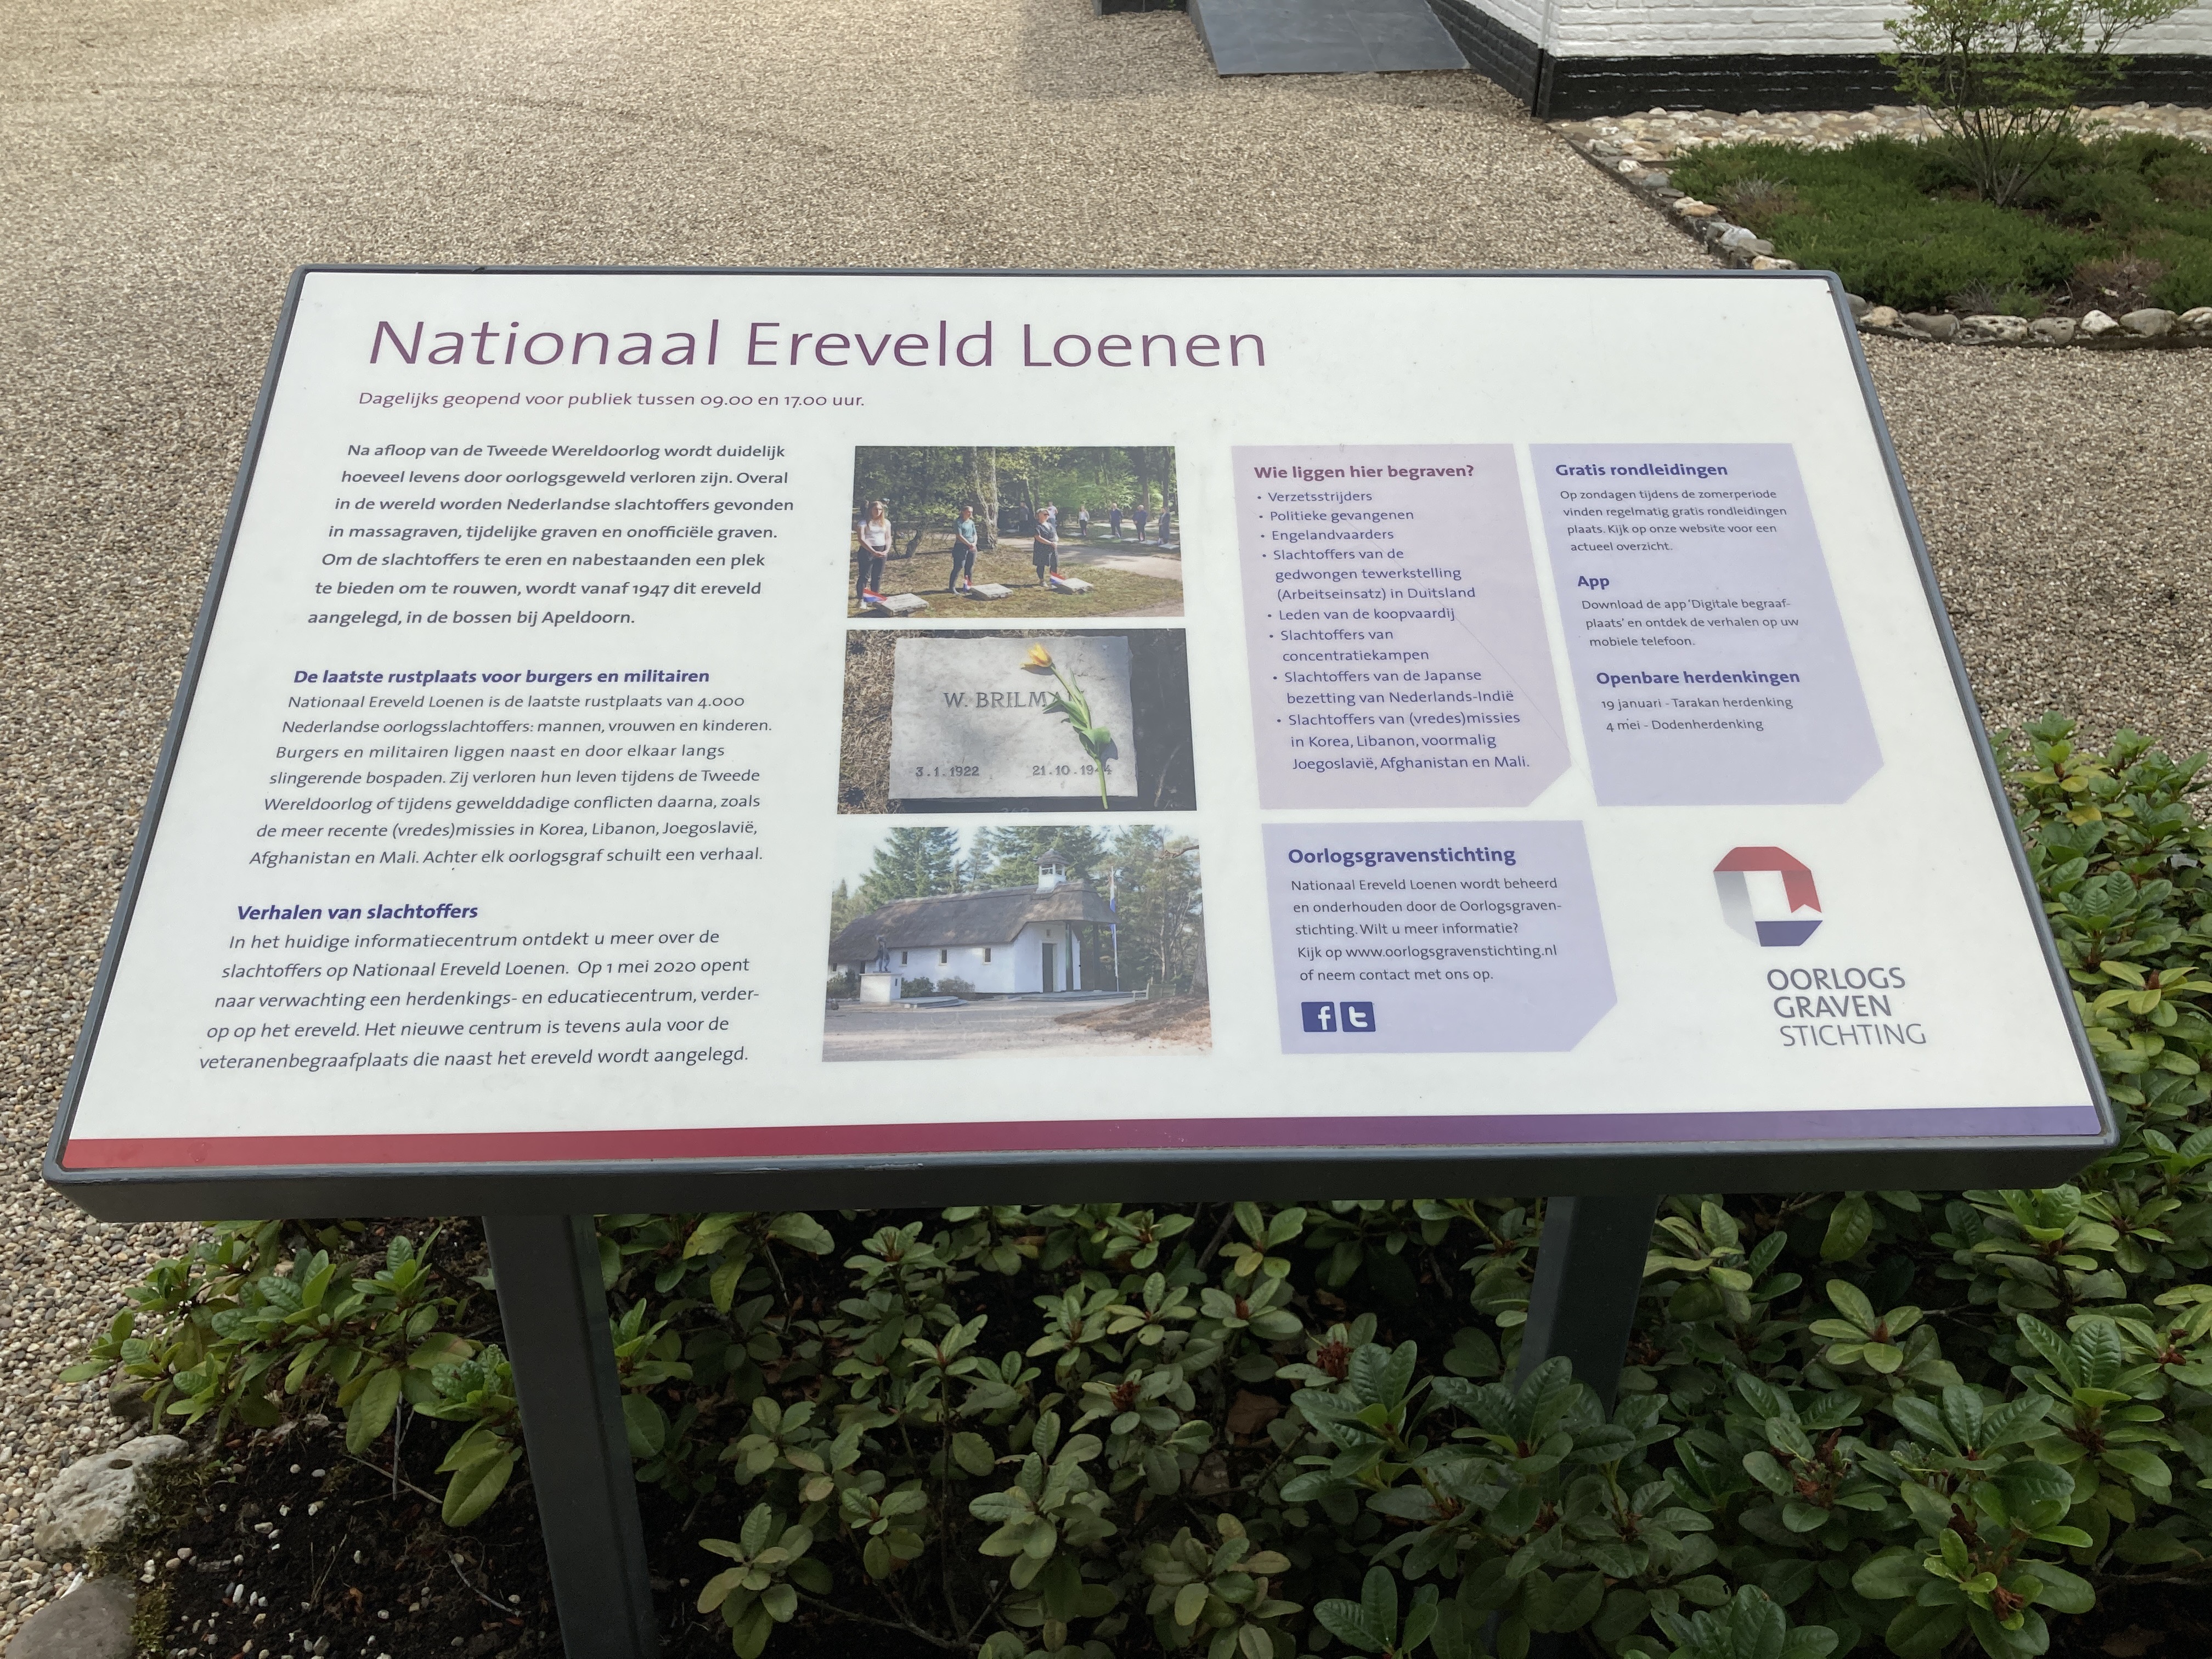 Nationaal Ereveld Loenen
Dagelijks geopend voor publiek tussen 09.00 en 17.00 uur.
Na afloop van de Tweede Wereldoorlog wordt duidelijk
hoeveel levens door oorlogsgeweld verloren zijn. Overal
in de wereld worden Nederlandse slachtoffers gevonden
in massagraven, tijdelijke graven en onofficiële graven.
Om de slachtoffers te eren en nabestaanden een plek
te bieden om te rouwen, wordt vanaf 1947 dit ereveld
aangelegd, in de bossen bij Apeldoorn.
De laatste rustplaats voor burgers en militairen
Nationaal Ereveld Loenen is de laatste rustplaats van 4.000
Nederlandse oorlogsslachtoffers: mannen, vrouwen en kinderen.
Burgers en militairen liggen naast en door elkaar langs
slingerende bospaden. Zij verloren hun leven tijdens de Tweede
Wereldoorlog of tijdens gewelddadige conflicten daarna, zoals
de meer recente (vredes)missies in Korea, Libanon, Joegoslavië,
Afghanistan en Mali. Achter elk oorlogsgraf schuilt een verhaal.
Verhalen van slachtoffers
In het huidige informatiecentrum ontdekt u meer over de
slachtoffers op Nationaal Ereveld Loenen. Op 1 mei 2020 opent
naar verwachting een herdenkings- en educatiecentrum, verder-
op op het ereveld. Het nieuwe centrum is tevens aula voor de
veteranenbegraafplaats die naast het ereveld wordt aangelegd.
W. BRILMA
3.1.1922 21.10.1944
Wie liggen hier begraven?
• Verzetsstrijders
• Politieke gevangenen
• Engelandvaarders
• Slachtoffers van de
gedwongen tewerkstelling
(Arbeitseinsatz) in Duitsland
• Leden van de koopvaardij
• Slachtoffers van
concentratiekampen
• Slachtoffers van de Japanse
bezetting van Nederlands-Indië
• Slachtoffers van (vredes)missies
in Korea, Libanon, voormalig
Joegoslavië, Afghanistan en Mali.
Gratis rondleidingen
Op zondagen tijdens de zomerperiode
vinden regelmatig gratis rondleidingen
plaats. Kijk op onze website voor een
actueel overzicht.
App
Download de app 'Digitale begraaf-
plaats' en ontdek de verhalen op uw
mobiele telefoon.
Openbare herdenkingen
19 januari - Tarakan herdenking
4 mei - Dodenherdenking
Oorlogsgravenstichting
Nationaal Ereveld Loenen wordt beheerd
en onderhouden door de Oorlogsgraven-
stichting. Wilt u meer informatie?
Kijk op www.oorlogsgravenstichting.nl
of neem contact met ons op.
f t
OORLOGS
GRAVEN
STICHTING